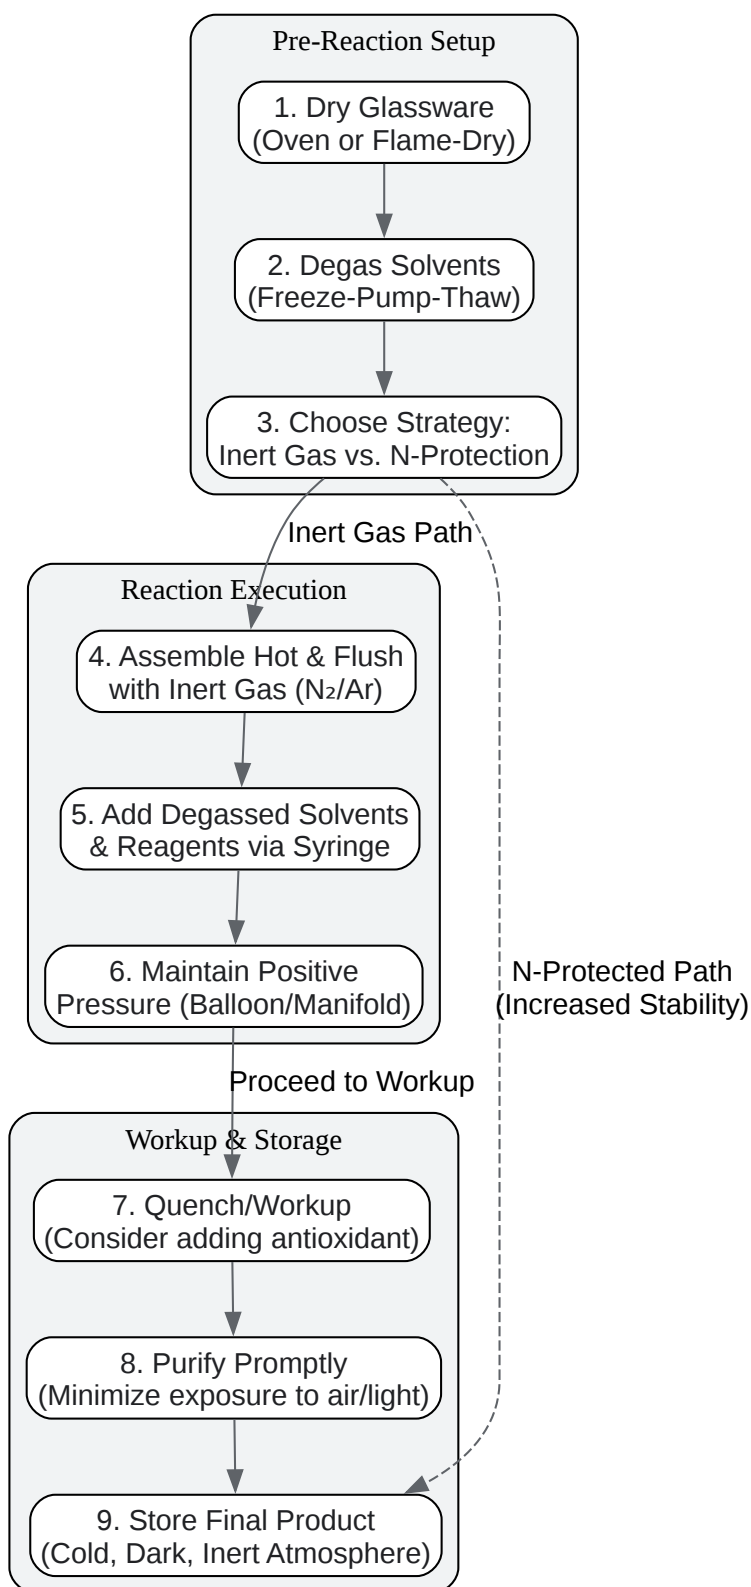 Pre-Reaction Setup
1. Dry Glassware
(Oven or Flame-Dry)
2. Degas Solvents
(Freeze-Pump-Thaw)
3. Choose Strategy:
Inert Gas vs. N-Protection
Inert Gas Path
Reaction Execution
4. Assemble Hot & Flush
with Inert Gas (N₂/Ar)
5. Add Degassed Solvents
& Reagents via Syringe
6. Maintain Positive
Pressure (Balloon/Manifold)
N-Protected Path
(Increased Stability)
Proceed to Workup
Workup & Storage
7. Quench/Workup
(Consider adding antioxidant)
8. Purify Promptly
(Minimize exposure to air/light)
9. Store Final Product
(Cold, Dark, Inert Atmosphere)